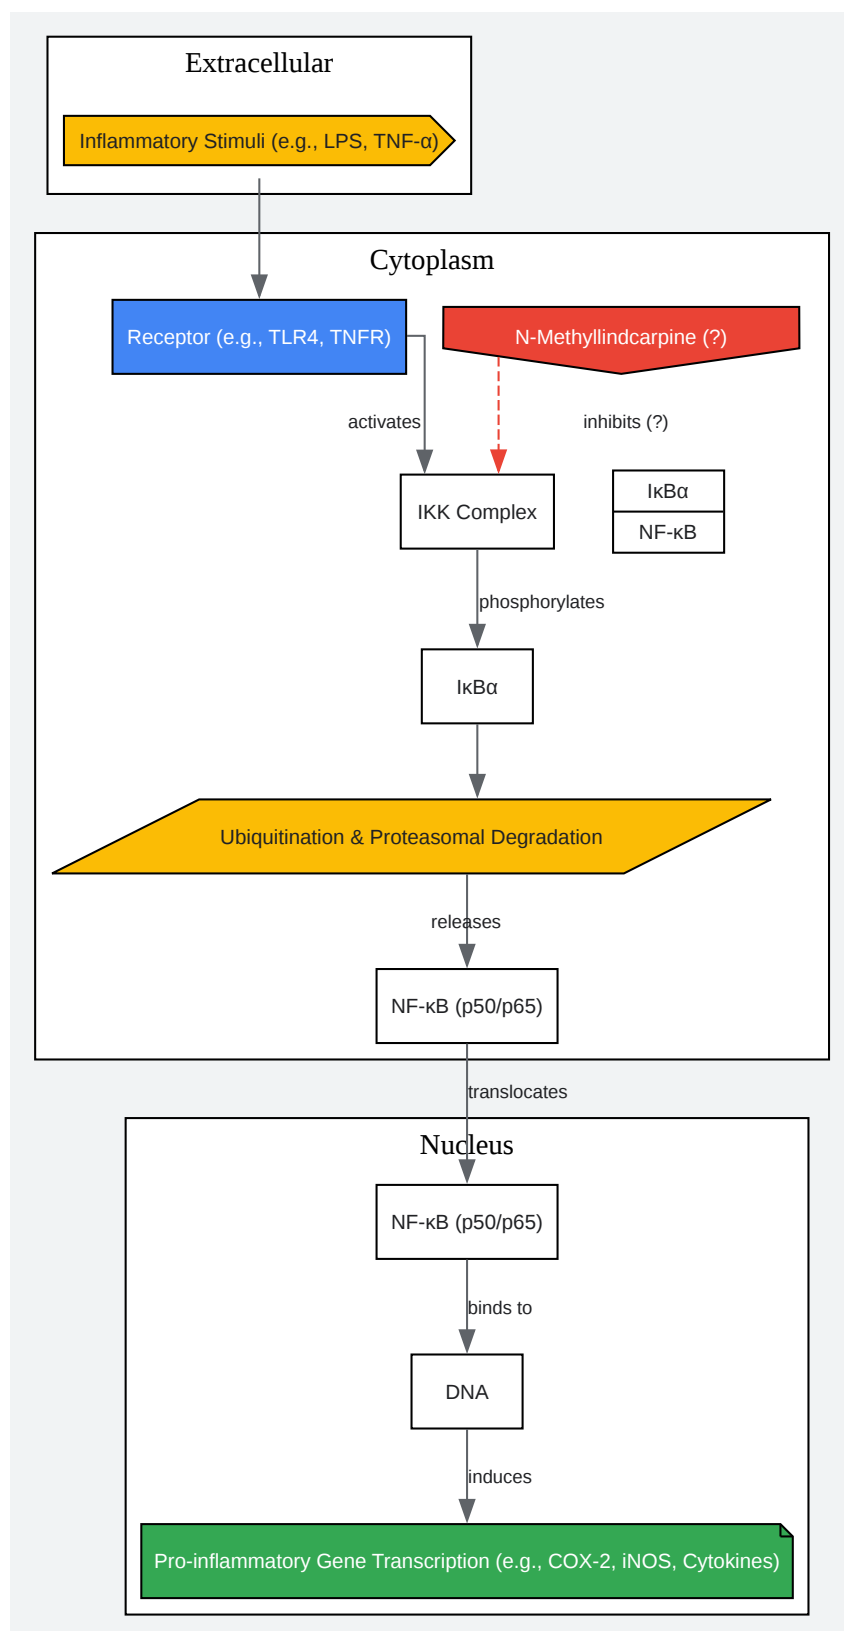 Extracellular
Inflammatory Stimuli (e.g., LPS, TNF-α)
Cytoplasm
Receptor (e.g., TLR4, TNFR)
N-Methyllindcarpine (?)
activates
inhibits (?)
IKK Complex
IκBα
NF-κB
phosphorylates
IκBα
Ubiquitination & Proteasomal Degradation
releases
NF-κB (p50/p65)
translocates
Nucleus
NF-κB (p50/p65)
binds to
DNA
induces
Pro-inflammatory Gene Transcription (e.g., COX-2, iNOS, Cytokines)